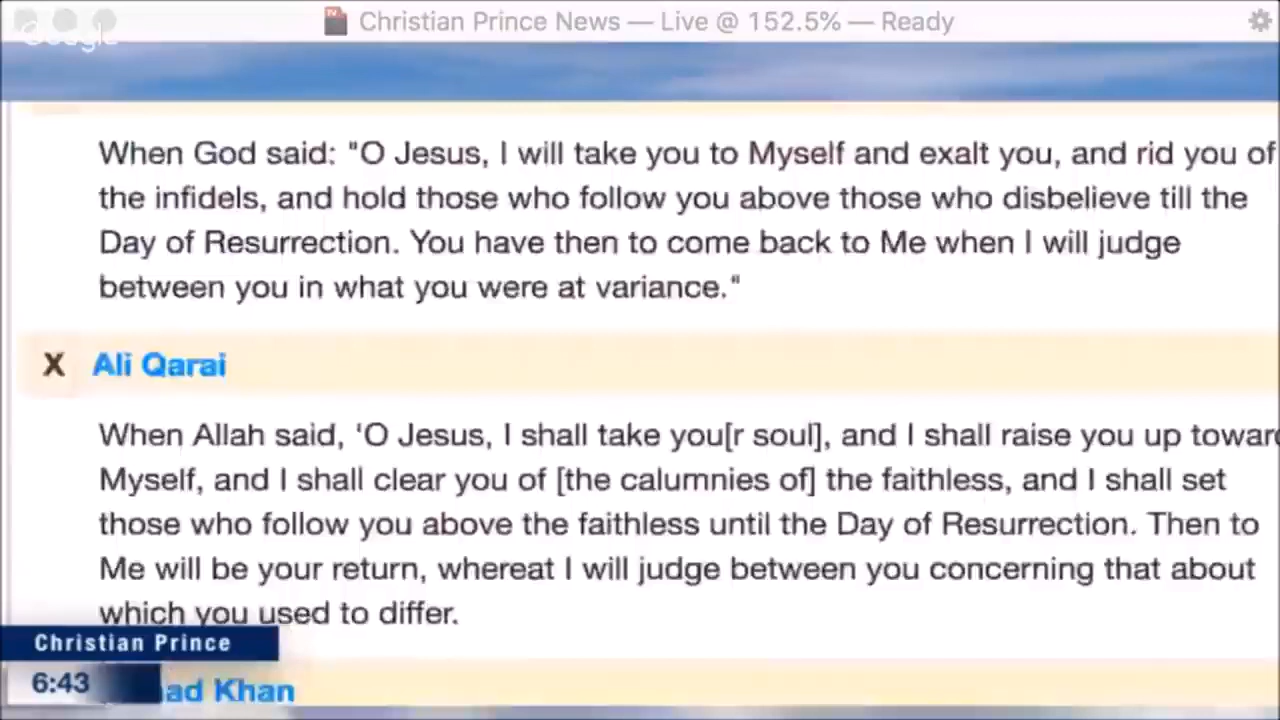 Christian Prince News — Live @ 152.5% — Ready
Google
When God said: "O Jesus, I will take you to Myself and exalt you, and rid you of
the infidels, and hold those who follow you above those who disbelieve till the
Day of Resurrection. You have then to come back to Me when I will judge
between you in what you were at variance."
X Ali Qarai
When Allah said, 'O Jesus, I shall take you[r soul], and I shall raise you up towar
Myself, and I shall clear you of [the calumnies of] the faithless, and I shall set
those who follow you above the faithless until the Day of Resurrection. Then to
Me will be your return, whereat I will judge between you concerning that about
which you used to differ.
Christian Prince
6:43
ad Khan